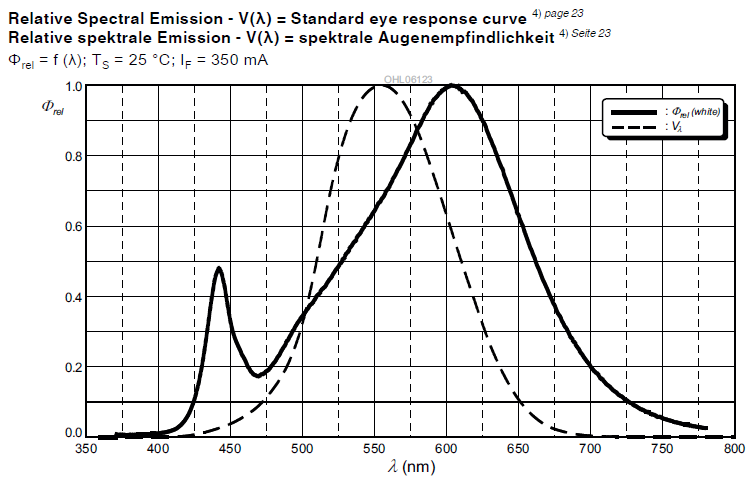 Relative Spectral Emission - V(λ) = Standard eye response curve 4) page 23
Relative spektrale Emission - V(λ) = spektrale Augenempfindlichkeit 4) Seite 23
Φrel = f (λ); TS = 25 °C; IF = 350 mA
OHL06123
Φrel
1.0
0.8
0.6
0.4
0.2
0.0
: Φrel (white)
: Vλ
350 400 450 500 550 600 650 700 750 800
λ (nm)